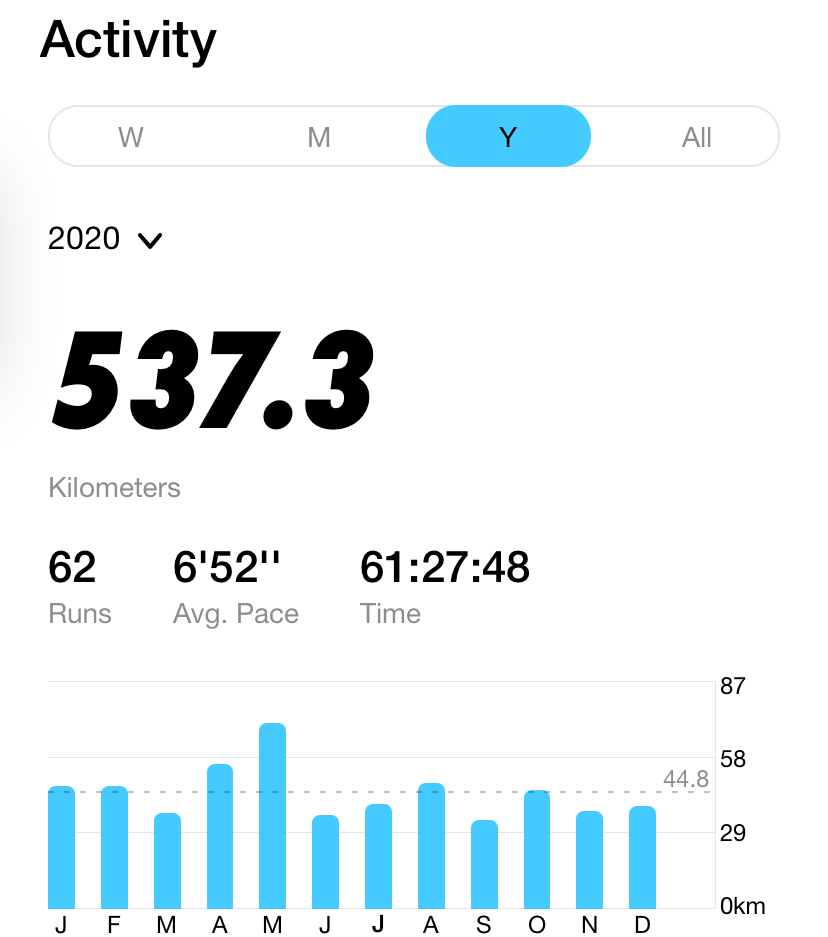 Activity
W M Y All
2020
537.3
Kilometers
62 6'52'' 61:27:48
Runs Avg. Pace Time
87
58
44.8
29
0km
J F M A M J J A S O N D